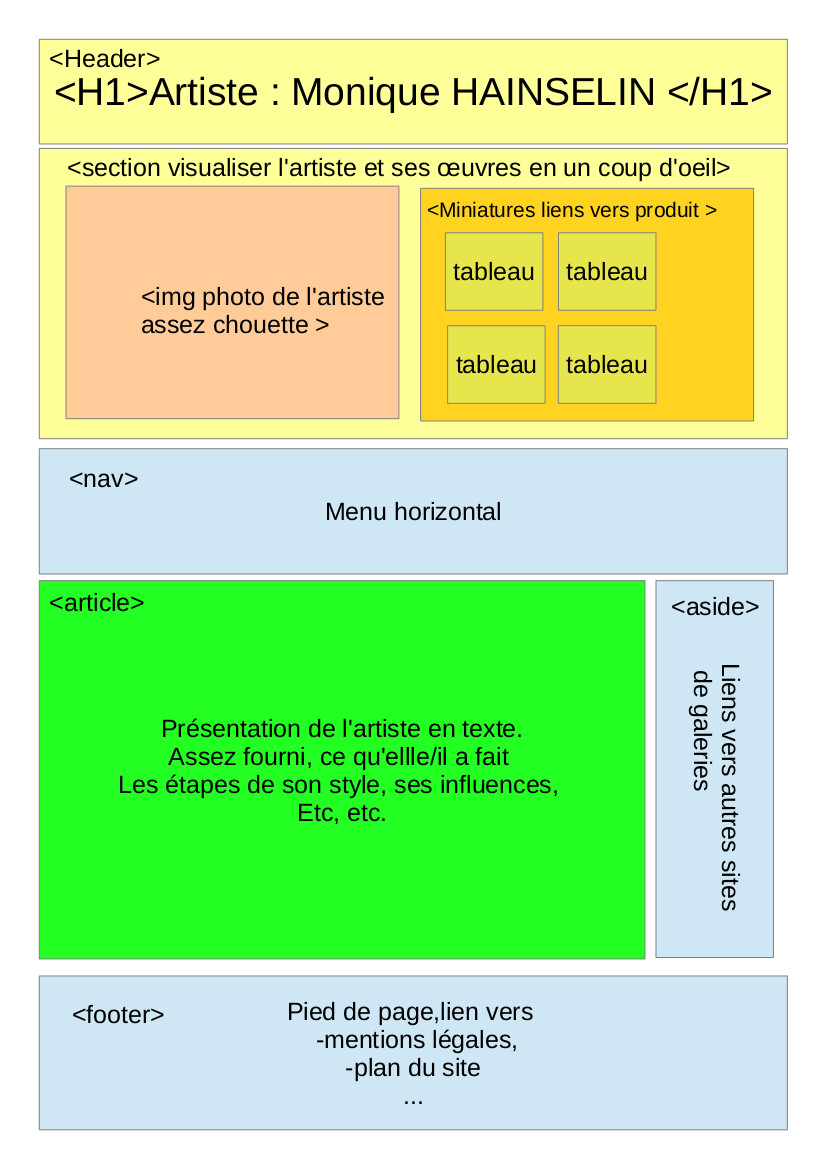 <Header>
<H1>Artiste : Monique HAINSELIN </H1>
<section visualiser l'artiste et ses œuvres en un coup d'oeil>
<img photo de l'artiste
assez chouette >
<Miniatures liens vers produit >
tableau
tableau
tableau
tableau
<nav>
Menu horizontal
<article>
Présentation de l'artiste en texte.
Assez fourni, ce qu'ellle/il a fait
Les étapes de son style, ses influences,
Etc, etc.
<aside>
Liens vers autres sites
de galeries
<footer>
Pied de page,lien vers
-mentions légales,
-plan du site
...